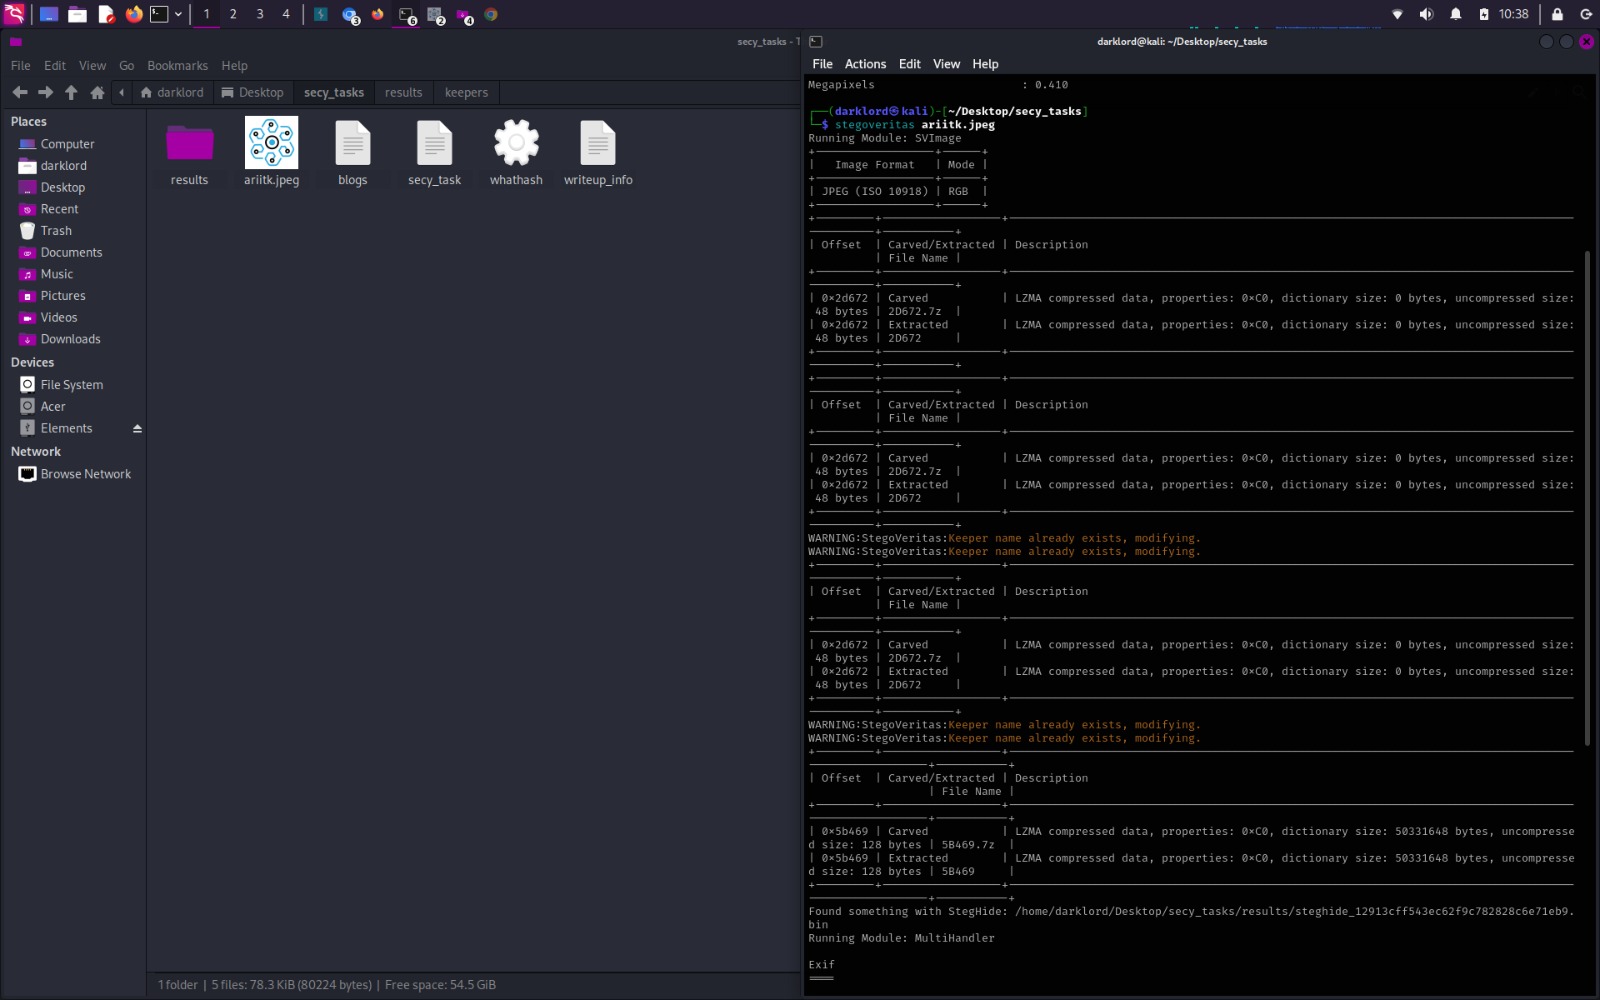 1 2 3 4 3 6 2 4 10:38
secy_tasks - T
File Edit View Go Bookmarks Help
darklord Desktop secy_tasks results keepers
Places
Computer
darklord
Desktop
Recent
Trash
Documents
Music
Pictures
Videos
Downloads
Devices
File System
Acer
Elements
Network
Browse Network
results ariitk.jpeg blogs secy_task whathash writeup_info
1 folder | 5 files: 78.3 KiB (80224 bytes) | Free space: 54.5 GiB
darklord@kali: ~/Desktop/secy_tasks
File Actions Edit View Help
Megapixels : 0.410
(darklord㉿kali)-[~/Desktop/secy_tasks]
$ stegoveritas ariitk.jpeg
Running Module: SVImage
| Image Format | Mode |
| JPEG (ISO 10918) | RGB |
| Offset | Carved/Extracted | Description
| File Name |
| 0×2d672 | Carved | LZMA compressed data, properties: 0×C0, dictionary size: 0 bytes, uncompressed size:
48 bytes | 2D672.7z |
| 0×2d672 | Extracted | LZMA compressed data, properties: 0×C0, dictionary size: 0 bytes, uncompressed size:
48 bytes | 2D672 |
| Offset | Carved/Extracted | Description
| File Name |
| 0×2d672 | Carved | LZMA compressed data, properties: 0×C0, dictionary size: 0 bytes, uncompressed size:
48 bytes | 2D672.7z |
| 0×2d672 | Extracted | LZMA compressed data, properties: 0×C0, dictionary size: 0 bytes, uncompressed size:
48 bytes | 2D672 |
WARNING:StegoVeritas:Keeper name already exists, modifying.
WARNING:StegoVeritas:Keeper name already exists, modifying.
| Offset | Carved/Extracted | Description
| File Name |
| 0×2d672 | Carved | LZMA compressed data, properties: 0×C0, dictionary size: 0 bytes, uncompressed size:
48 bytes | 2D672.7z |
| 0×2d672 | Extracted | LZMA compressed data, properties: 0×C0, dictionary size: 0 bytes, uncompressed size:
48 bytes | 2D672 |
WARNING:StegoVeritas:Keeper name already exists, modifying.
WARNING:StegoVeritas:Keeper name already exists, modifying.
| Offset | Carved/Extracted | Description
| File Name |
| 0×5b469 | Carved | LZMA compressed data, properties: 0×C0, dictionary size: 50331648 bytes, uncompresse
d size: 128 bytes | 5B469.7z |
| 0×5b469 | Extracted | LZMA compressed data, properties: 0×C0, dictionary size: 50331648 bytes, uncompresse
d size: 128 bytes | 5B469 |
Found something with StegHide: /home/darklord/Desktop/secy_tasks/results/steghide_12913cff543ec62f9c782828c6e71eb9.
bin
Running Module: MultiHandler
Exif
====